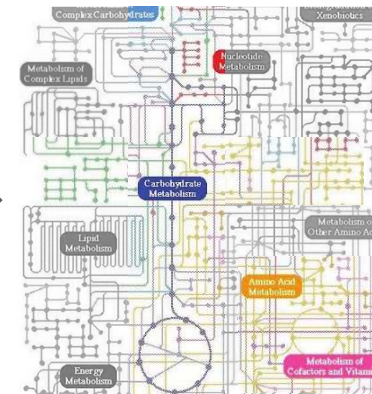 Complex Carbohydrates
Xenobiotics
Nucleotide
Metabolism
Metabolism of
Complex Lipids
Carbohydrate
Metabolism
Metabolism o
Other Amino Ac
Lipid
Metabolism
Amino Acid
Metabolism
Metabolism of
Cofactors and Vitam
Energy
Metabolism